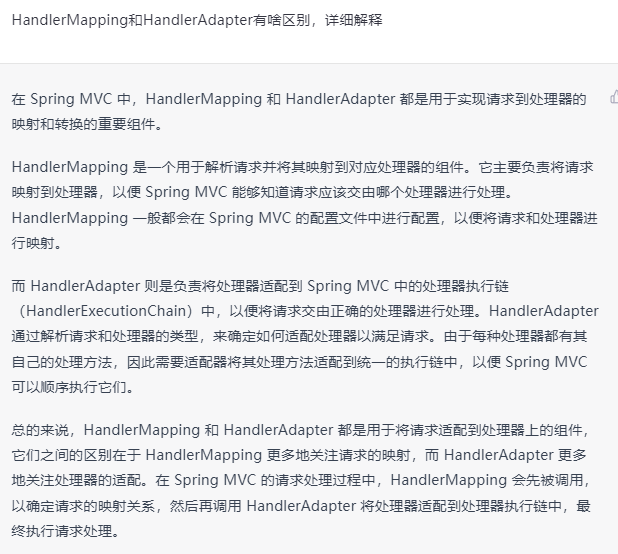 HandlerMapping和HandlerAdapter有啥区别，详细解释
在 Spring MVC 中，HandlerMapping 和 HandlerAdapter 都是用于实现请求到处理器的
映射和转换的重要组件。
HandlerMapping 是一个用于解析请求并将其映射到对应处理器的组件。它主要负责将请求
映射到处理器，以便 Spring MVC 能够知道请求应该交由哪个处理器进行处理。
HandlerMapping 一般都会在 Spring MVC 的配置文件中进行配置，以便将请求和处理器进
行映射。
而 HandlerAdapter 则是负责将处理器适配到 Spring MVC 中的处理器执行链
（HandlerExecutionChain）中，以便将请求交由正确的处理器进行处理。HandlerAdapter
通过解析请求和处理器的类型，来确定如何适配处理器以满足请求。由于每种处理器都有其
自己的处理方法，因此需要适配器将其处理方法适配到统一的执行链中，以便 Spring MVC
可以顺序执行它们。
总的来说，HandlerMapping 和 HandlerAdapter 都是用于将请求适配到处理器上的组件，
它们之间的区别在于 HandlerMapping 更多地关注请求的映射，而 HandlerAdapter 更多
地关注处理器的适配。在 Spring MVC 的请求处理过程中，HandlerMapping 会先被调用，
以确定请求的映射关系，然后再调用 HandlerAdapter 将处理器适配到处理器执行链中，最
终执行请求处理。